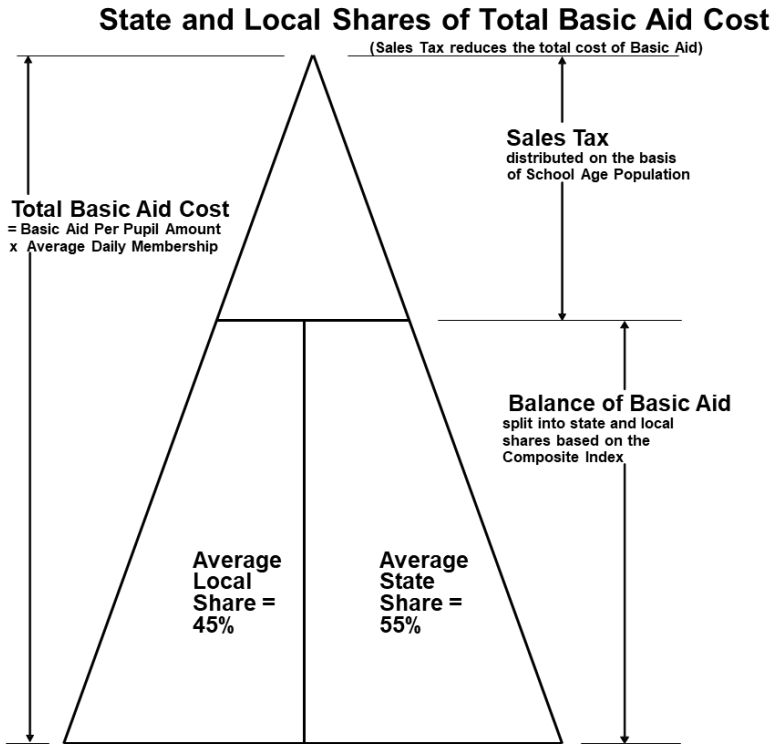 State and Local Shares of Total Basic Aid Cost
(Sales Tax reduces the total cost of Basic Aid)
Sales Tax
distributed on the basis
of School Age Population
Total Basic Aid Cost
= Basic Aid Per Pupil Amount
x Average Daily Membership
Balance of Basic Aid
split into state and local
shares based on the
Composite Index
Average
Local
Share =
45%
Average
State
Share =
55%